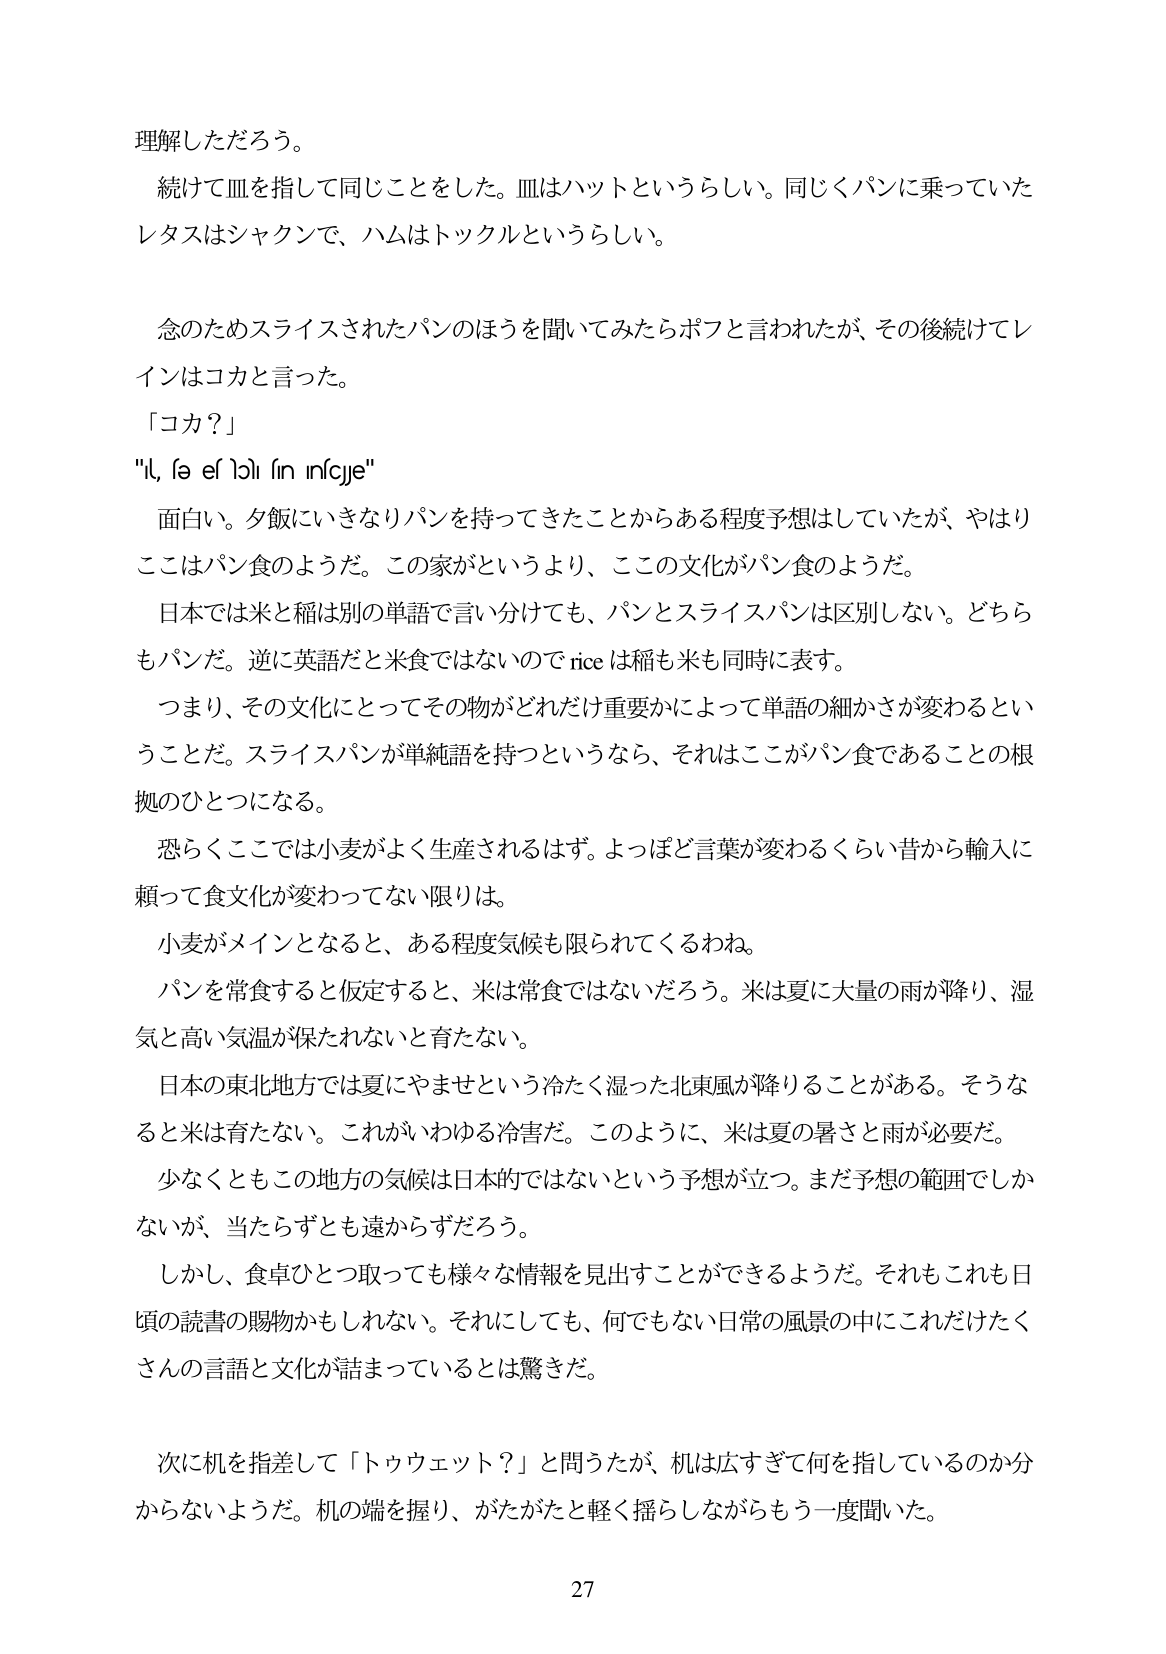 理解しただろう。
続けて皿を指して同じことをした。皿はハットというらしい。同じくパンに乗っていた
レタスはシャクンで、ハムはトックルというらしい。
念のためスライスされたパンのほうを聞いてみたらポフと言われたが、その後続けてレ
インはコカと言った。
「コカ？」
面白い。夕飯にいきなりパンを持ってきたことからある程度予想はしていたが、やはり
ここはパン食のようだ。この家がというより、ここの文化がパン食のようだ。
日本では米と稲は別の単語で言い分けても、パンとスライスパンは区別しない。どちら
もパンだ。逆に英語だと米食ではないので rice は稲も米も同時に表す。
つまり、その文化にとってその物がどれだけ重要かによって単語の細かさが変わるとい
うことだ。スライスパンが単純語を持つというなら、それはここがパン食であることの根
拠のひとつになる。
恐らくここでは小麦がよく生産されるはず。よっぽど言葉が変わるくらい昔から輸入に
頼って食文化が変わってない限りは。
小麦がメインとなると、ある程度気候も限られてくるわね。
パンを常食すると仮定すると、米は常食ではないだろう。米は夏に大量の雨が降り、湿
気と高い気温が保たれないと育たない。
日本の東北地方では夏にやませという冷たく湿った北東風が降りることがある。そうな
ると米は育たない。これがいわゆる冷害だ。このように、米は夏の暑さと雨が必要だ。
少なくともこの地方の気候は日本的ではないという予想が立つ。まだ予想の範囲でしか
ないが、当たらずとも遠からずだろう。
しかし、食卓ひとつ取っても様々な情報を見出すことができるようだ。それもこれも日
頃の読書の賜物かもしれない。それにしても、何でもない日常の風景の中にこれだけたく
さんの言語と文化が詰まっているとは驚きだ。
次に机を指差して「トゥウェット？」と問うたが、机は広すぎて何を指しているのか分
からないようだ。机の端を握り、がたがたと軽く揺らしながらもう一度聞いた。
27